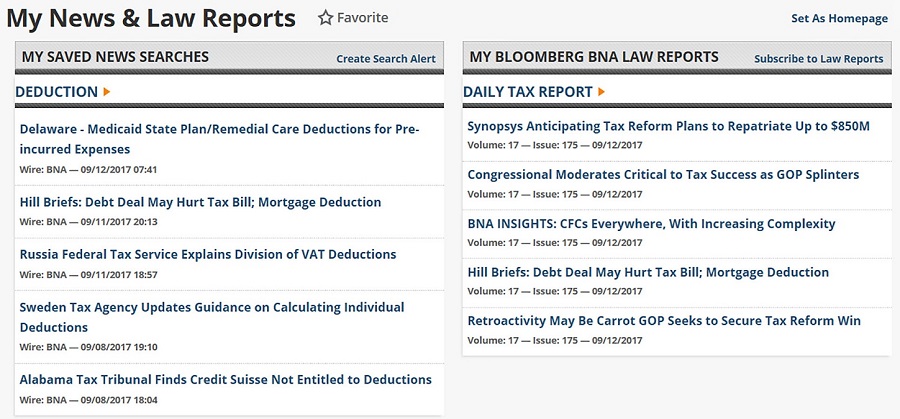 My News & Law Reports
Favorite
Set As Homepage
MY SAVED NEWS SEARCHES
Create Search Alert
DEDUCTION
Delaware - Medicaid State Plan/Remedial Care Deductions for Pre-
incurred Expenses
Wire: BNA — 09/12/2017 07:41
Hill Briefs: Debt Deal May Hurt Tax Bill; Mortgage Deduction
Wire: BNA — 09/11/2017 20:13
Russia Federal Tax Service Explains Division of VAT Deductions
Wire: BNA — 09/11/2017 18:57
Sweden Tax Agency Updates Guidance on Calculating Individual
Deductions
Wire: BNA — 09/08/2017 19:10
Alabama Tax Tribunal Finds Credit Suisse Not Entitled to Deductions
Wire: BNA — 09/08/2017 18:04
MY BLOOMBERG BNA LAW REPORTS
Subscribe to Law Reports
DAILY TAX REPORT
Synopsys Anticipating Tax Reform Plans to Repatriate Up to $850M
Volume: 17 — Issue: 175 — 09/12/2017
Congressional Moderates Critical to Tax Success as GOP Splinters
Volume: 17 — Issue: 175 — 09/12/2017
BNA INSIGHTS: CFCs Everywhere, With Increasing Complexity
Volume: 17 — Issue: 175 — 09/12/2017
Hill Briefs: Debt Deal May Hurt Tax Bill; Mortgage Deduction
Volume: 17 — Issue: 175 — 09/12/2017
Retroactivity May Be Carrot GOP Seeks to Secure Tax Reform Win
Volume: 17 — Issue: 175 — 09/12/2017